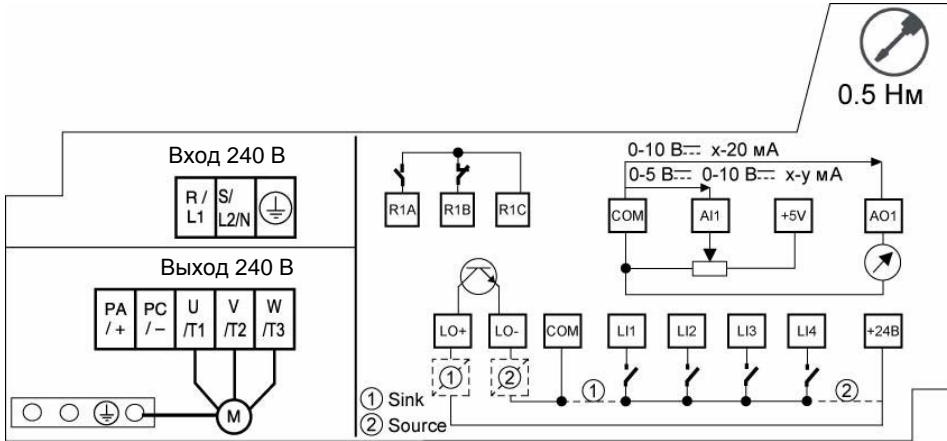 0.5 Нм
Вход 240 В
R / L1
S/ L2/N
Выход 240 В
PA / +
PC / –
U /T1
V /T2
W /T3
M
R1A
R1B
R1C
0-10 В x-20 мА
0-5 В 0-10 В x-y мА
COM
AI1
+5V
AO1
LO+
LO-
COM
LI1
LI2
LI3
LI4
+24В
1
2
1
2
1 Sink
2 Source